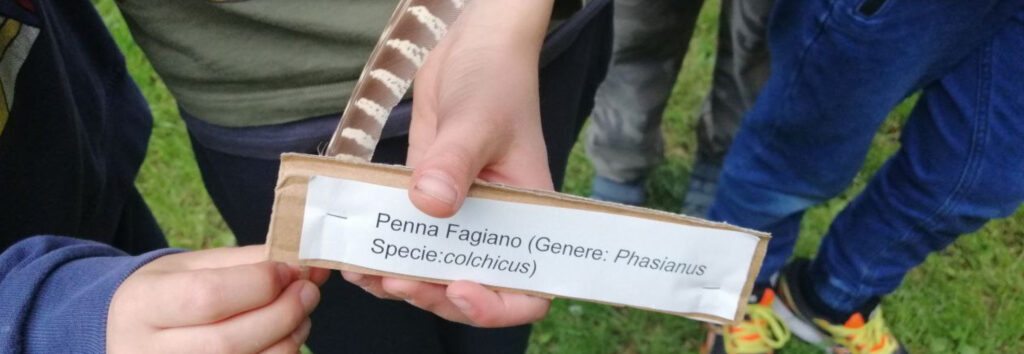 Penna Fagiano (Genere: Phasianus
Specie:colchicus)